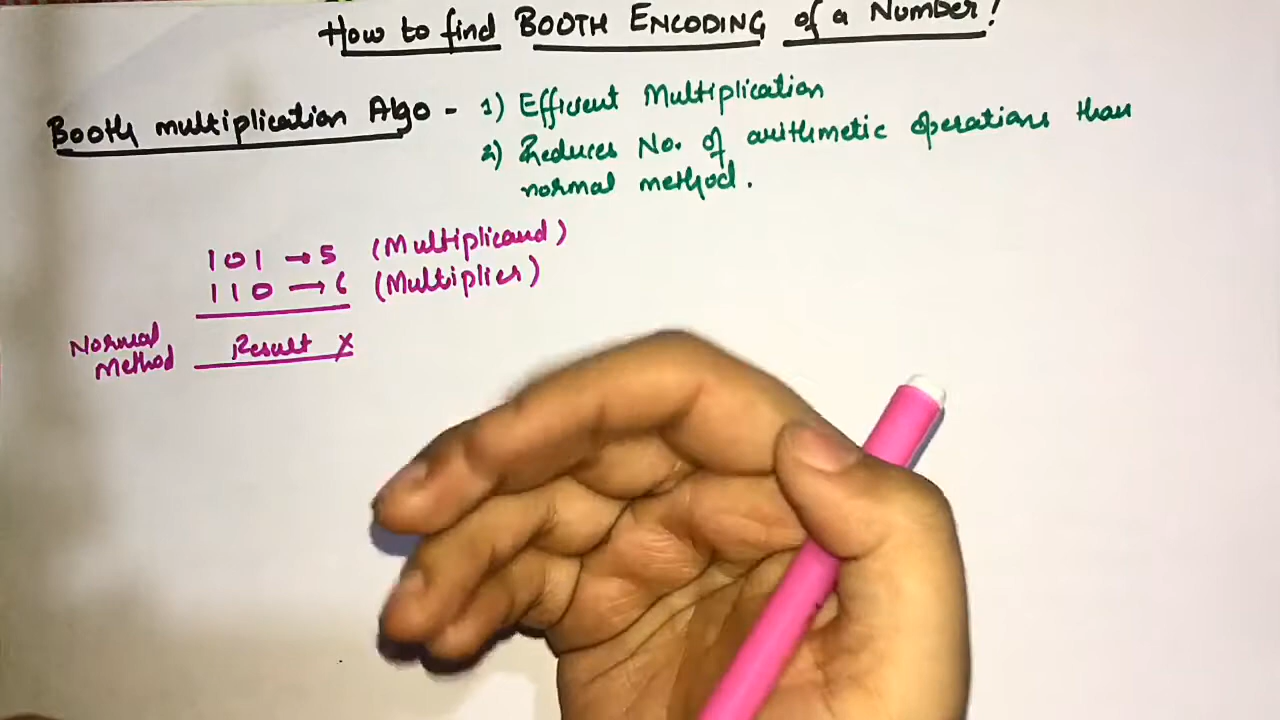 How to find BOOTH ENCODING of a Number!
Booth multiplication Algo - 1) Efficient Multiplication
2) Reduces No. of arithmetic operations than
normal method.
101 → 5 (Multiplicand)
110 → 6 (Multiplier)
Normal Method Result X